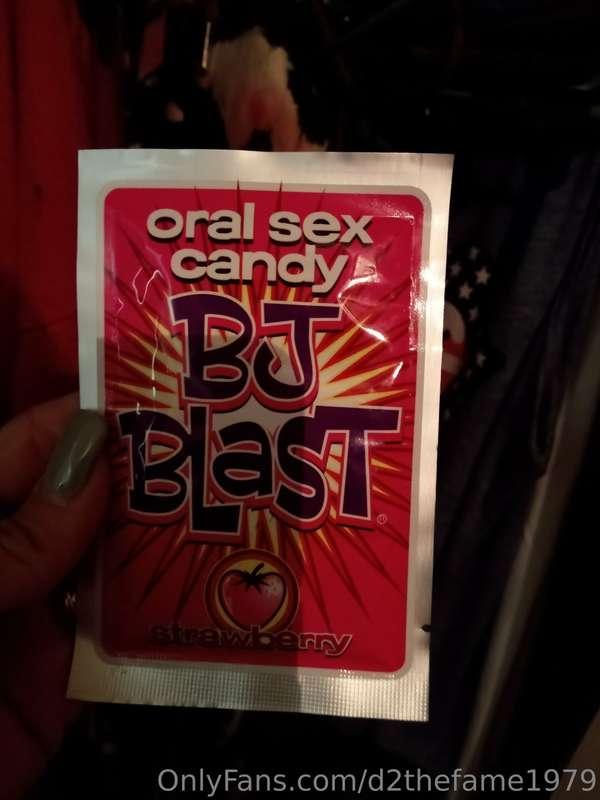 oral sex
candy
BJ
BLasT
®
strawberry
OnlyFans.com/d2thefame1979